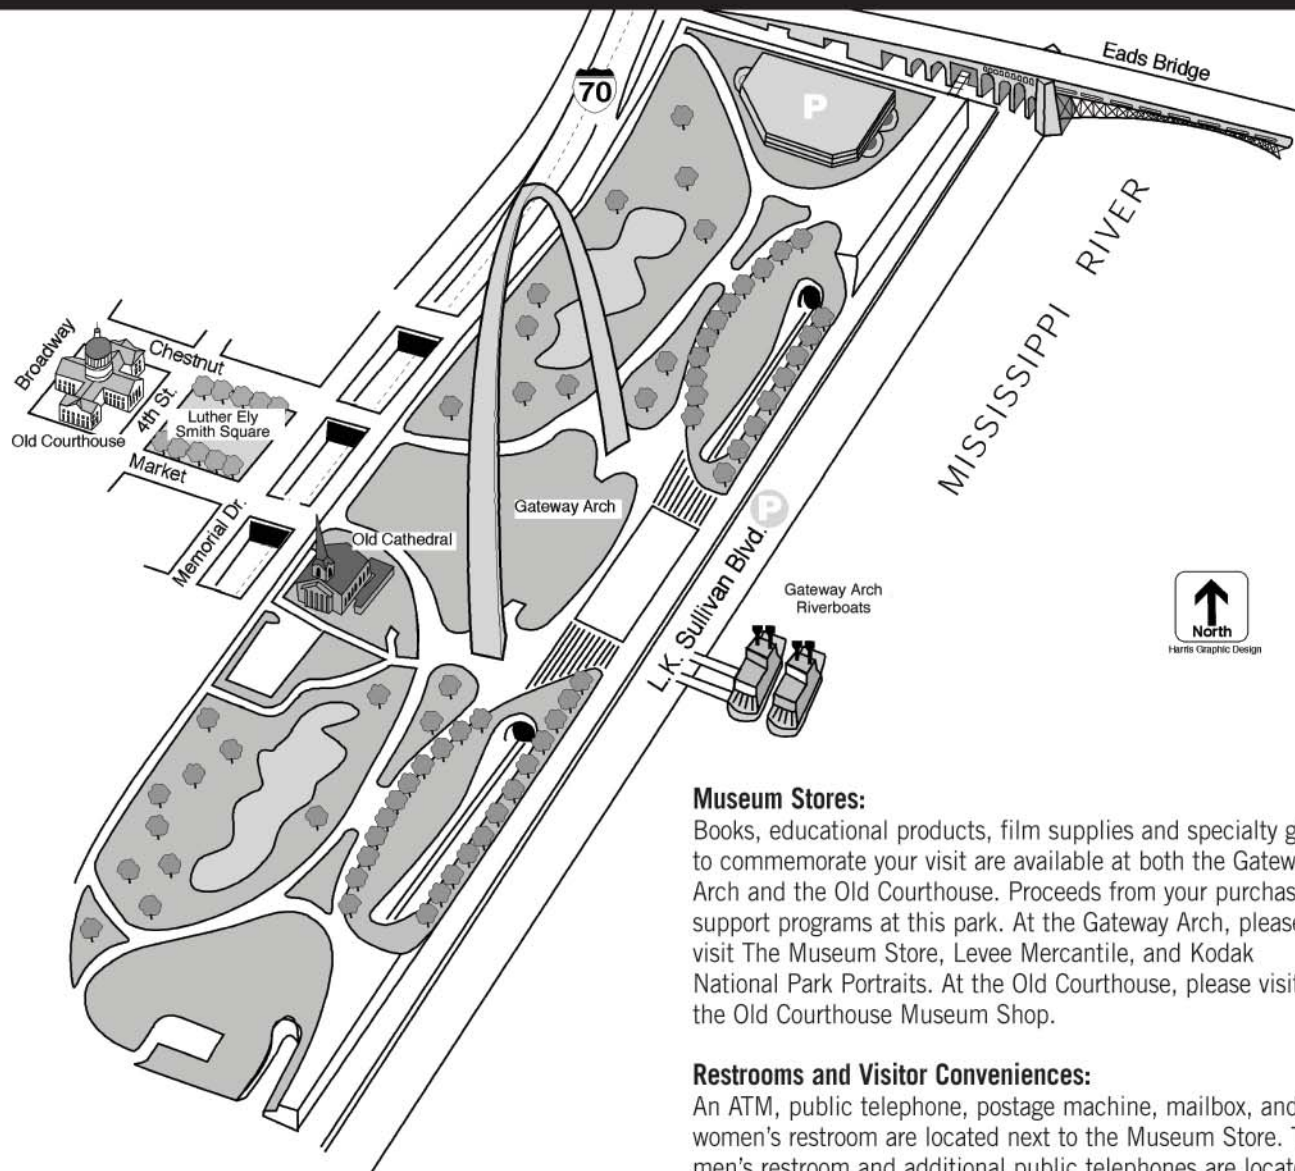 Eads Bridge
70
P
MISSISSIPPI RIVER
Broadway
Chestnut
4th St.
Luther Ely
Smith Square
Old Courthouse
Market
Memorial Dr.
Gateway Arch
Old Cathedral
P
L.K. Sullivan Blvd.
Gateway Arch
Riverboats
North
Harris Graphic Design
Museum Stores:
Books, educational products, film supplies and specialty g
to commemorate your visit are available at both the Gatew
Arch and the Old Courthouse. Proceeds from your purchas
support programs at this park. At the Gateway Arch, please
visit The Museum Store, Levee Mercantile, and Kodak
National Park Portraits. At the Old Courthouse, please visit
the Old Courthouse Museum Shop.
Restrooms and Visitor Conveniences:
An ATM, public telephone, postage machine, mailbox, and
women's restroom are located next to the Museum Store. T
men's restroom and additional public telephones are locat